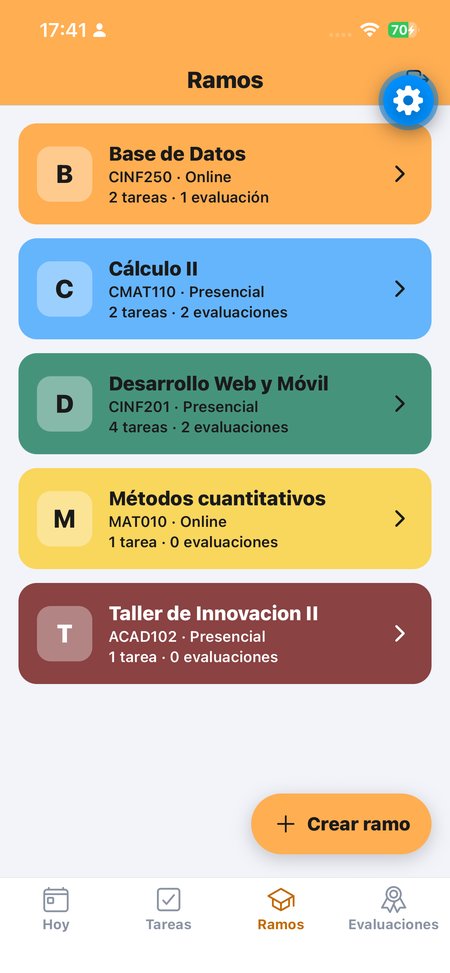 17:41
70
Ramos
B
Base de Datos
CINF250 · Online
2 tareas · 1 evaluación
C
Cálculo II
CMAT110 · Presencial
2 tareas · 2 evaluaciones
D
Desarrollo Web y Móvil
CINF201 · Presencial
4 tareas · 2 evaluaciones
M
Métodos cuantitativos
MAT010 · Online
1 tarea · 0 evaluaciones
T
Taller de Innovacion II
ACAD102 · Presencial
1 tarea · 0 evaluaciones
+ Crear ramo
Hoy
Tareas
Ramos
Evaluaciones